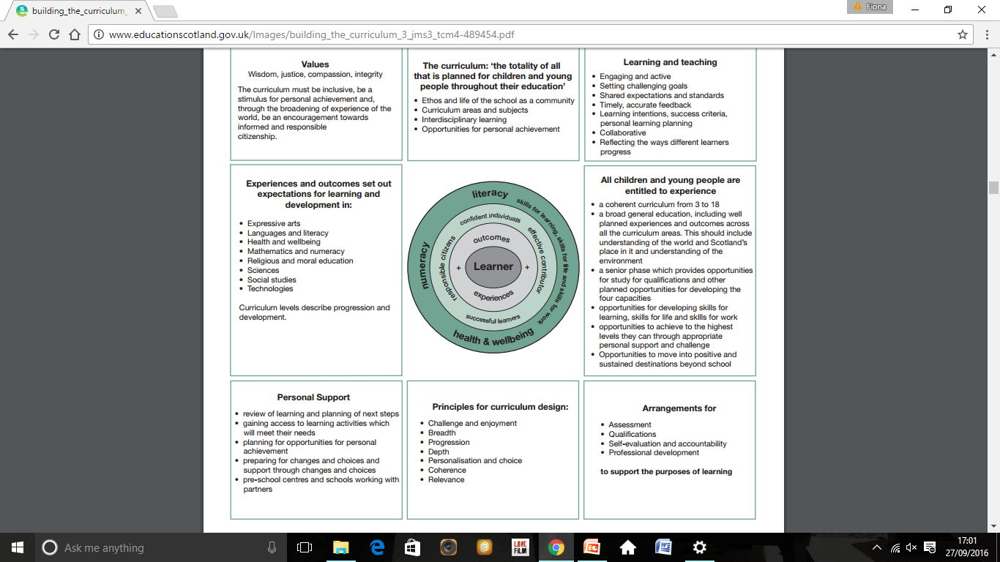 building_the_curriculum_
Fiona
www.educationscotland.gov.uk/Images/building_the_curriculum_3_jms3_tcm4-489454.pdf
Values
Wisdom, justice, compassion, integrity
The curriculum must be inclusive, be a
stimulus for personal achievement and,
through the broadening of experience of the
world, be an encouragement towards
informed and responsible
citizenship.
The curriculum: ‘the totality of all
that is planned for children and young
people throughout their education’
• Ethos and life of the school as a community
• Curriculum areas and subjects
• Interdisciplinary learning
• Opportunities for personal achievement
Learning and teaching
• Engaging and active
• Setting challenging goals
• Shared expectations and standards
• Timely, accurate feedback
• Learning intentions, success criteria,
personal learning planning
• Collaborative
• Reflecting the ways different learners
progress
Experiences and outcomes set out
expectations for learning and
development in:
• Expressive arts
• Languages and literacy
• Health and wellbeing
• Mathematics and numeracy
• Religious and moral education
• Sciences
• Social studies
• Technologies
Curriculum levels describe progression and
development.
literacy
skills for learning, skills for life and skills for work
health & wellbeing
numeracy
confident individuals
effective contributor
successful learners
responsible citizens
outcomes
+ Learner +
experiences
All children and young people are
entitled to experience
• a coherent curriculum from 3 to 18
• a broad general education, including well
planned experiences and outcomes across
all the curriculum areas. This should include
understanding of the world and Scotland’s
place in it and understanding of the
environment
• a senior phase which provides opportunities
for study for qualifications and other
planned opportunities for developing the
four capacities
• opportunities for developing skills for
learning, skills for life and skills for work
• opportunities to achieve to the highest
levels they can through appropriate
personal support and challenge
• Opportunities to move into positive and
sustained destinations beyond school
Personal Support
• review of learning and planning of next steps
• gaining access to learning activities which
will meet their needs
• planning for opportunities for personal
achievement
• preparing for changes and choices and
support through changes and choices
• pre-school centres and schools working with
partners
Principles for curriculum design:
• Challenge and enjoyment
• Breadth
• Progression
• Depth
• Personalisation and choice
• Coherence
• Relevance
Arrangements for
• Assessment
• Qualifications
• Self-evaluation and accountability
• Professional development
to support the purposes of learning
Ask me anything
LOVE
FILM
17:01
27/09/2016